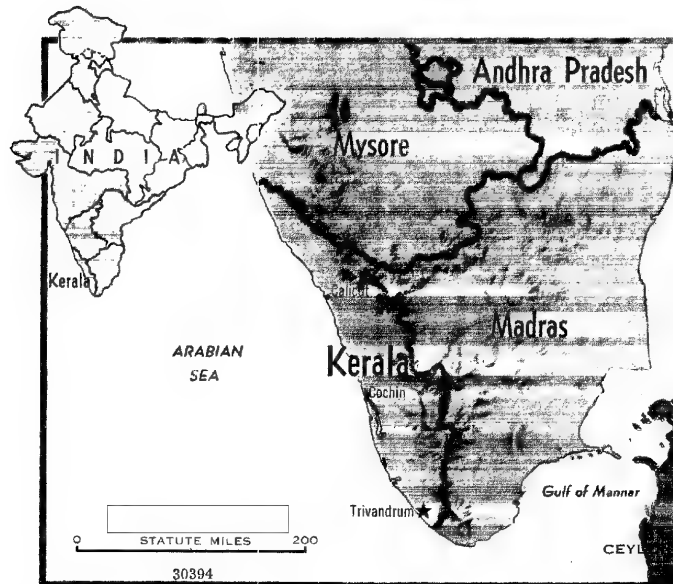 Andhra Pradesh
Mysore
INDIA
Kerala
Calicut
Madras
ARABIAN
SEA
Kerala
Cochin
Gulf of Mannar
Trivandrum
STATUTE MILES
0 200
30394